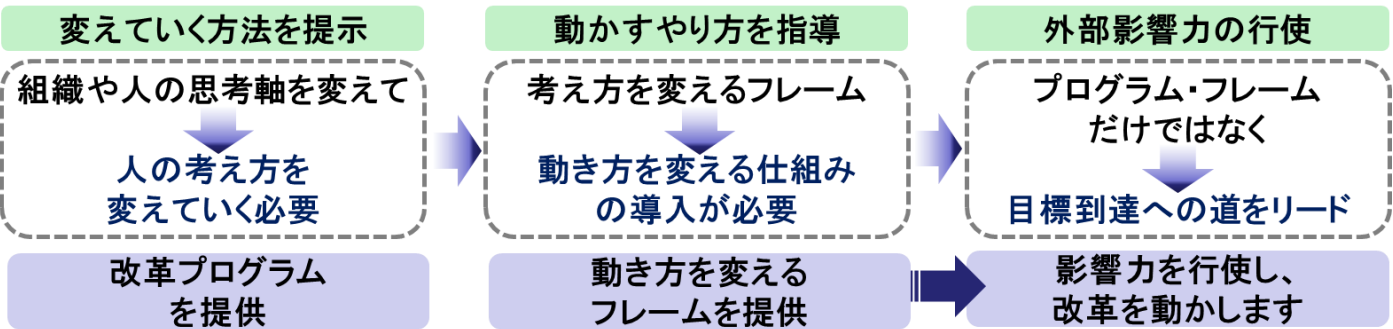 変えていく方法を提示
組織や人の思考軸を変えて
人の考え方を
変えていく必要
改革プログラム
を提供
動かすやり方を指導
考え方を変えるフレーム
動き方を変える仕組み
の導入が必要
動き方を変える
フレームを提供
外部影響力の行使
プログラム・フレーム
だけではなく
目標到達への道をリード
影響力を行使し、
改革を動かします